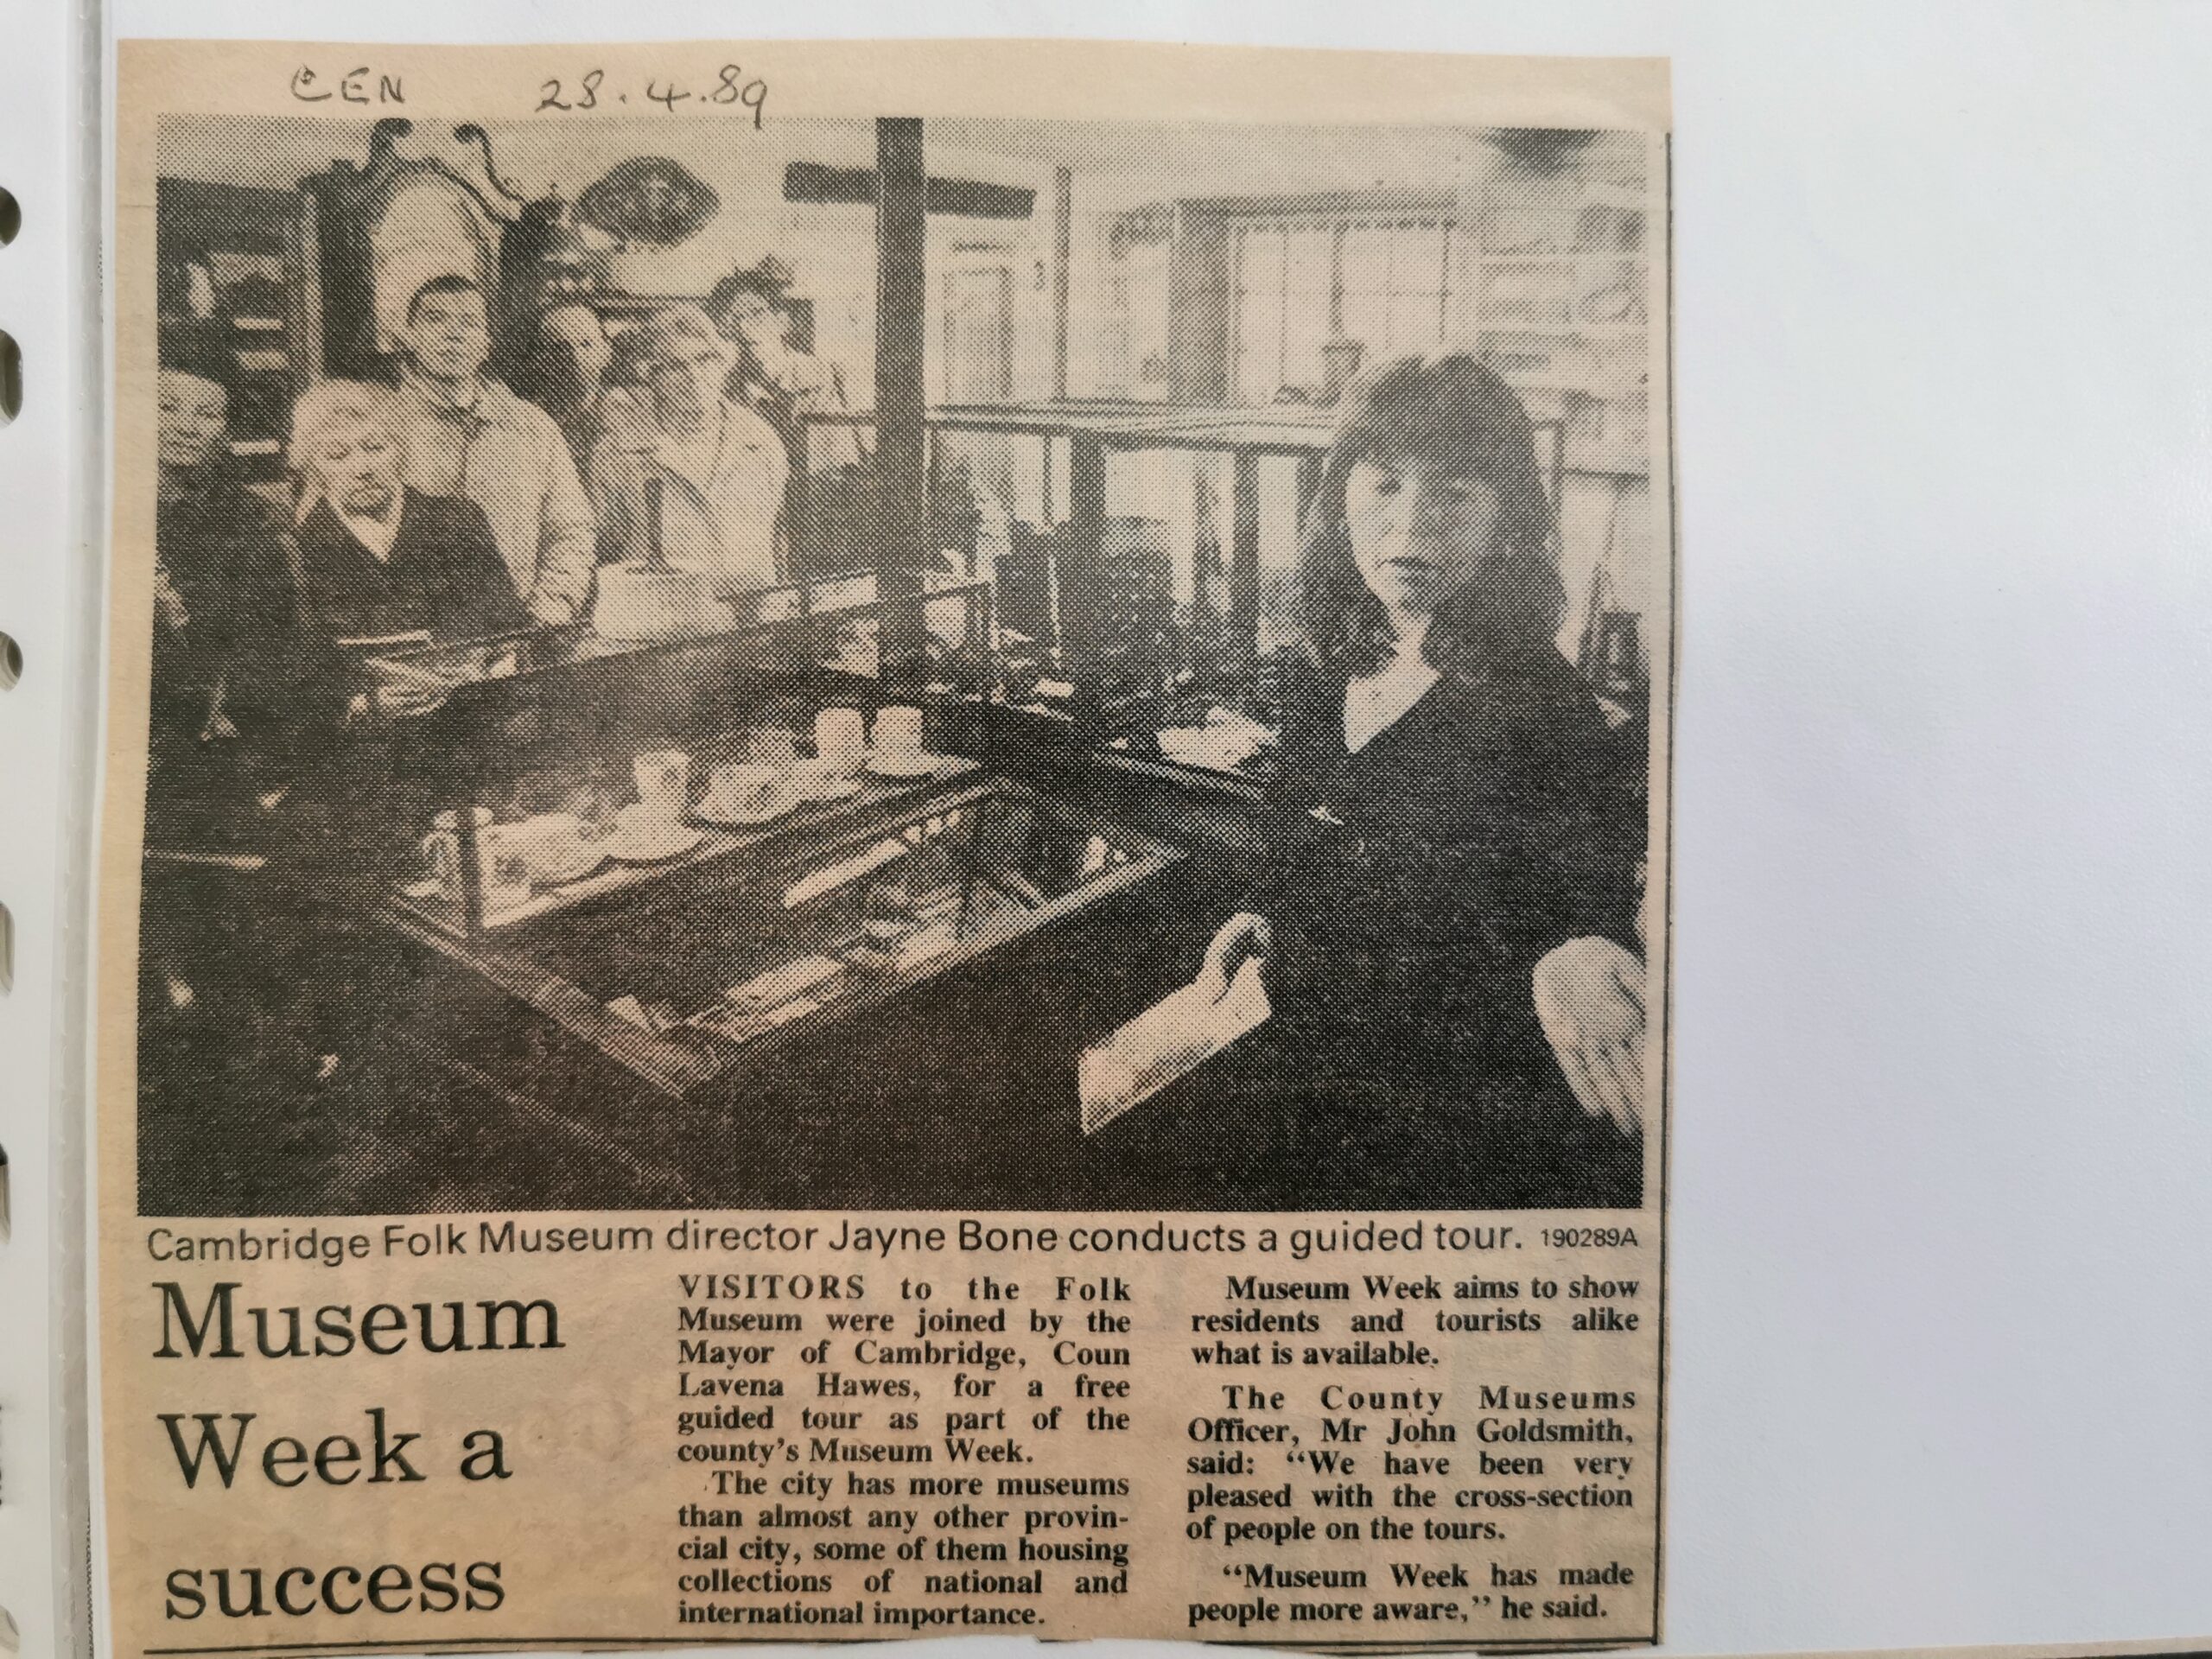 CEN 28.4.89
Cambridge Folk Museum director Jayne Bone conducts a guided tour. 190289A
Museum
Week a
success
VISITORS to the Folk
Museum were joined by the
Mayor of Cambridge, Coun
Lavena Hawes, for a free
guided tour as part of the
county's Museum Week.
The city has more museums
than almost any other provin-
cial city, some of them housing
collections of national and
international importance.
Museum Week aims to show
residents and tourists alike
what is available.
The County Museums
Officer, Mr John Goldsmith,
said: “We have been very
pleased with the cross-section
of people on the tours.
“Museum Week has made
people more aware,” he said.